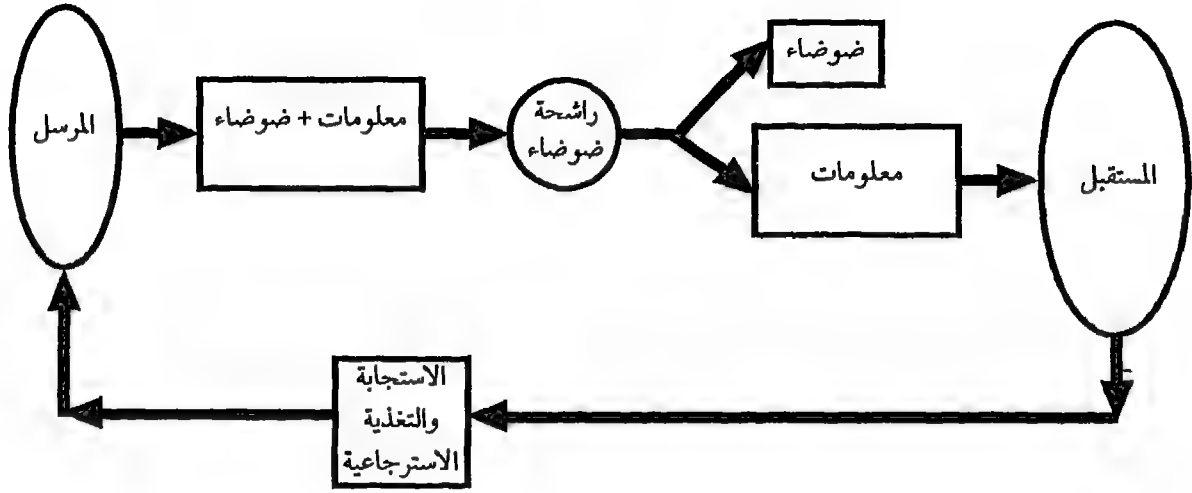 المرسل
معلومات + ضوضاء
راشحة
ضوضاء
ضوضاء
معلومات
المستقبل
الاستجابة
والتغذية
الاسترجاعية